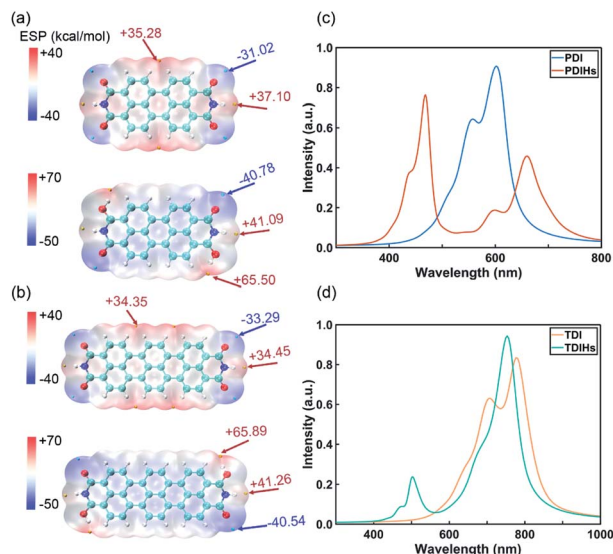 (a)
ESP (kcal/mol)
+40
-40
+35.28
-31.02
+37.10
+70
-50
-40.78
+41.09
+65.50
(b)
+40
-40
+34.35
-33.29
+34.45
+70
-50
+65.89
+41.26
-40.54
(c)
Intensity (a.u.)
1.0
0.8
0.6
0.4
0.2
0.0
PDI
PDIHs
400 600 800
Wavelength (nm)
(d)
Intensity (a.u.)
1.0
0.8
0.6
0.4
0.2
0.0
TDI
TDIHs
400 600 800 1000
Wavelength (nm)